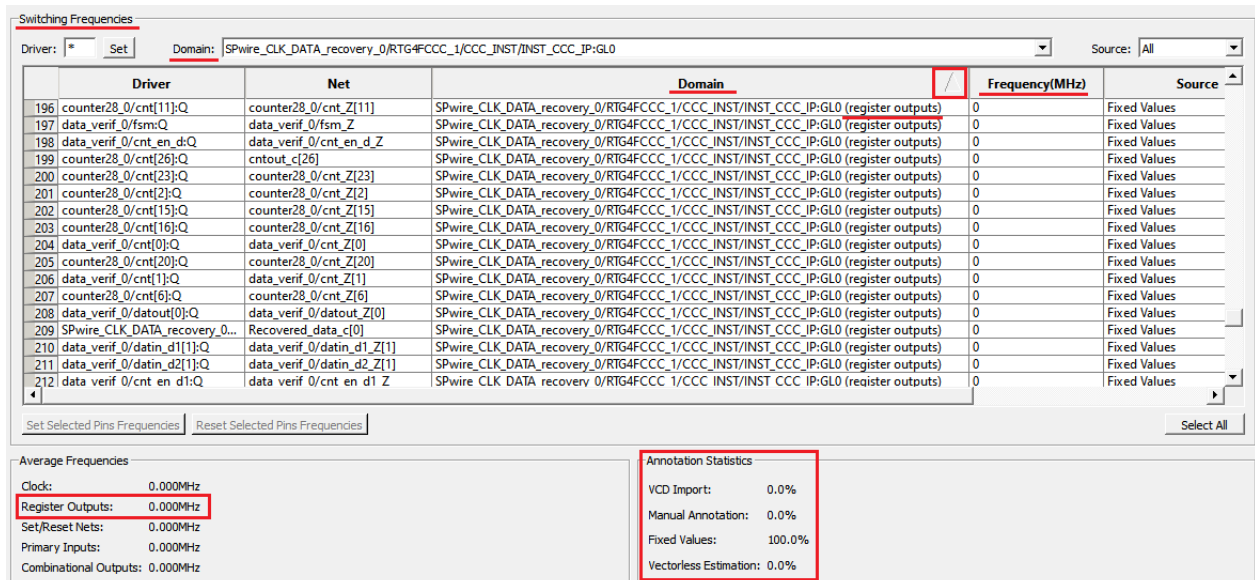 Switching Frequencies
Driver: * Set Domain: SPwire_CLK_DATA_recovery_0/RTG4FCCC_1/CCC_INST/INST_CCC_IP:GL0 Source: All
Driver Net Domain Frequency(MHz) Source
196 counter28_0/cnt[11]:Q counter28_0/cnt_Z[11] SPwire_CLK_DATA_recovery_0/RTG4FCCC_1/CCC_INST/INST_CCC_IP:GL0 (register outputs) 0 Fixed Values
197 data_verif_0/fsm:Q data_verif_0/fsm_Z SPwire_CLK_DATA_recovery_0/RTG4FCCC_1/CCC_INST/INST_CCC_IP:GL0 (register outputs) 0 Fixed Values
198 data_verif_0/cnt_en_d:Q data_verif_0/cnt_en_d_Z SPwire_CLK_DATA_recovery_0/RTG4FCCC_1/CCC_INST/INST_CCC_IP:GL0 (register outputs) 0 Fixed Values
199 counter28_0/cnt[26]:Q cntout_c[26] SPwire_CLK_DATA_recovery_0/RTG4FCCC_1/CCC_INST/INST_CCC_IP:GL0 (register outputs) 0 Fixed Values
200 counter28_0/cnt[23]:Q counter28_0/cnt_Z[23] SPwire_CLK_DATA_recovery_0/RTG4FCCC_1/CCC_INST/INST_CCC_IP:GL0 (register outputs) 0 Fixed Values
201 counter28_0/cnt[2]:Q counter28_0/cnt_Z[2] SPwire_CLK_DATA_recovery_0/RTG4FCCC_1/CCC_INST/INST_CCC_IP:GL0 (register outputs) 0 Fixed Values
202 counter28_0/cnt[15]:Q counter28_0/cnt_Z[15] SPwire_CLK_DATA_recovery_0/RTG4FCCC_1/CCC_INST/INST_CCC_IP:GL0 (register outputs) 0 Fixed Values
203 counter28_0/cnt[16]:Q counter28_0/cnt_Z[16] SPwire_CLK_DATA_recovery_0/RTG4FCCC_1/CCC_INST/INST_CCC_IP:GL0 (register outputs) 0 Fixed Values
204 data_verif_0/cnt[0]:Q data_verif_0/cnt_Z[0] SPwire_CLK_DATA_recovery_0/RTG4FCCC_1/CCC_INST/INST_CCC_IP:GL0 (register outputs) 0 Fixed Values
205 counter28_0/cnt[20]:Q counter28_0/cnt_Z[20] SPwire_CLK_DATA_recovery_0/RTG4FCCC_1/CCC_INST/INST_CCC_IP:GL0 (register outputs) 0 Fixed Values
206 data_verif_0/cnt[1]:Q data_verif_0/cnt_Z[1] SPwire_CLK_DATA_recovery_0/RTG4FCCC_1/CCC_INST/INST_CCC_IP:GL0 (register outputs) 0 Fixed Values
207 counter28_0/cnt[6]:Q counter28_0/cnt_Z[6] SPwire_CLK_DATA_recovery_0/RTG4FCCC_1/CCC_INST/INST_CCC_IP:GL0 (register outputs) 0 Fixed Values
208 data_verif_0/datout[0]:Q data_verif_0/datout_Z[0] SPwire_CLK_DATA_recovery_0/RTG4FCCC_1/CCC_INST/INST_CCC_IP:GL0 (register outputs) 0 Fixed Values
209 SPwire_CLK_DATA_recovery_0... Recovered_data_c[0] SPwire_CLK_DATA_recovery_0/RTG4FCCC_1/CCC_INST/INST_CCC_IP:GL0 (register outputs) 0 Fixed Values
210 data_verif_0/datin_d1[1]:Q data_verif_0/datin_d1_Z[1] SPwire_CLK_DATA_recovery_0/RTG4FCCC_1/CCC_INST/INST_CCC_IP:GL0 (register outputs) 0 Fixed Values
211 data_verif_0/datin_d2[1]:Q data_verif_0/datin_d2_Z[1] SPwire_CLK_DATA_recovery_0/RTG4FCCC_1/CCC_INST/INST_CCC_IP:GL0 (register outputs) 0 Fixed Values
212 data_verif_0/cnt_en_d1:Q data_verif_0/cnt_en_d1_Z SPwire_CLK_DATA_recovery_0/RTG4FCCC_1/CCC_INST/INST_CCC_IP:GL0 (register outputs) 0 Fixed Values
Set Selected Pins Frequencies Reset Selected Pins Frequencies Select All
Average Frequencies
Clock: 0.000MHz
Register Outputs: 0.000MHz
Set/Reset Nets: 0.000MHz
Primary Inputs: 0.000MHz
Combinational Outputs: 0.000MHz
Annotation Statistics
VCD Import: 0.0%
Manual Annotation: 0.0%
Fixed Values: 100.0%
Vectorless Estimation: 0.0%